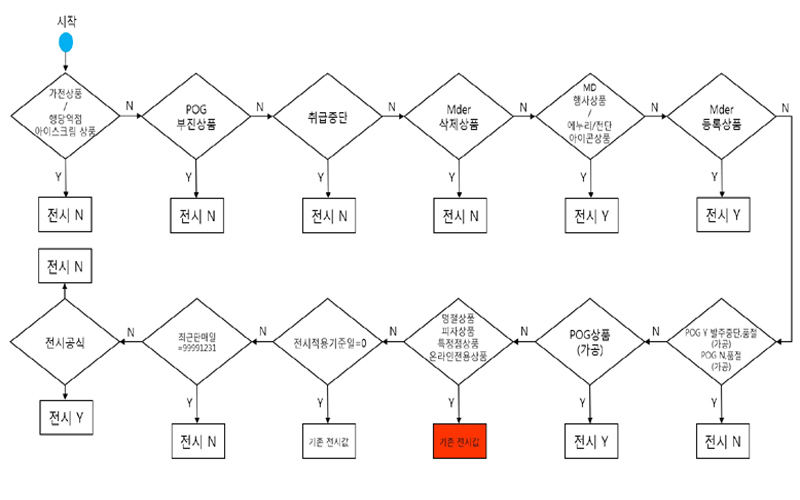 시작
가전상품
/
행당역점
아이스크림 상품
N
POG
부진상품
N
취급중단
N
Mder
삭제상품
N
MD
행사상품
/
에누리/전단
아이콘상품
N
Mder
등록상품
N
Y
Y
Y
Y
Y
Y
전시 N
전시 N
전시 N
전시 N
전시 Y
전시 Y
전시 N
전시공식
N
최근판매일
=99991231
N
전시적용기준일=0
N
명절상품
피자상품
특정점상품
온라인전용상품
N
POG상품
(가공)
N
POG Y 발주중단,품절
(가공)
POG N,품절
(가공)
Y
Y
Y
Y
Y
Y
전시 Y
전시 N
기존 전시값
기존 전시값
전시 Y
전시 N